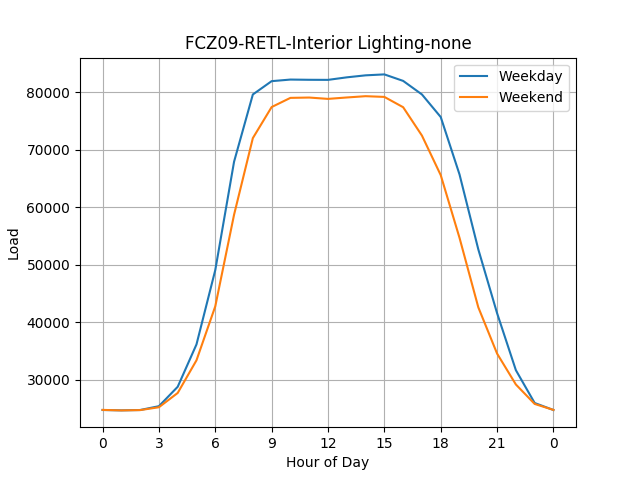 FCZ09-RETL-Interior Lighting-none
Weekday
Weekend
Load
80000
70000
60000
50000
40000
30000
0 3 6 9 12 15 18 21 0
Hour of Day